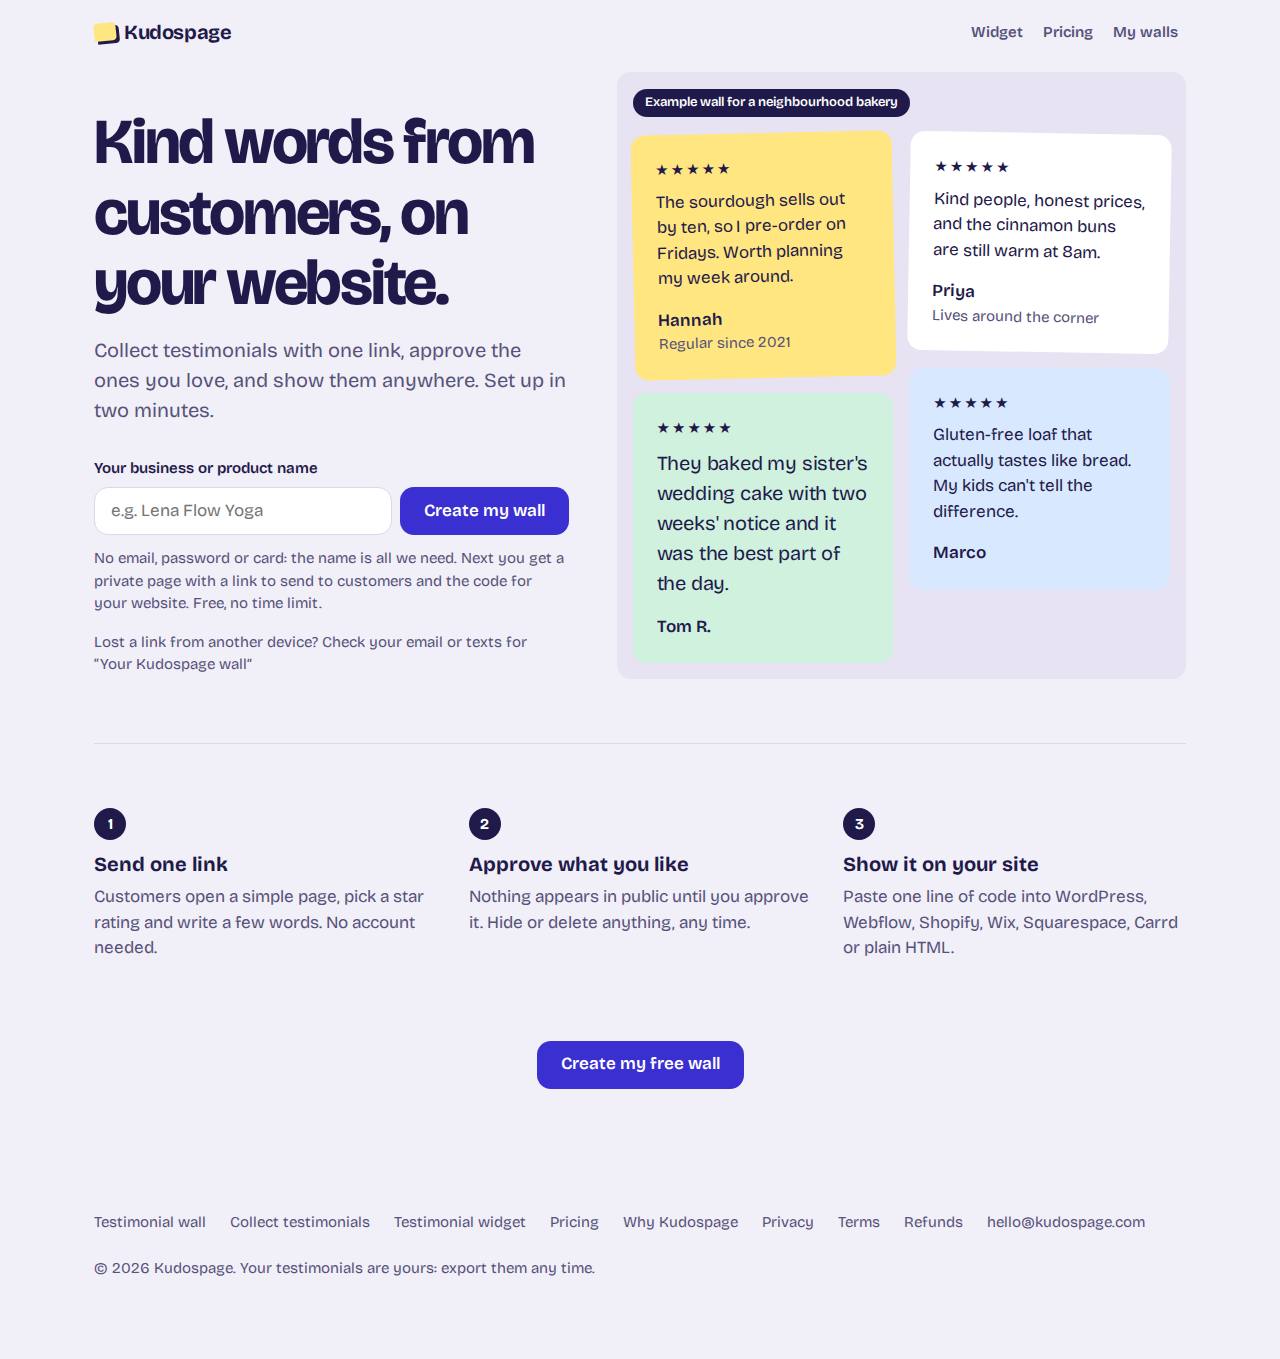 Kudospage
Widget Pricing My walls
Kind words from
customers, on
your website.
Collect testimonials with one link, approve the
ones you love, and show them anywhere. Set up in
two minutes.
Your business or product name
e.g. Lena Flow Yoga
Create my wall
No email, password or card: the name is all we need. Next you get a
private page with a link to send to customers and the code for
your website. Free, no time limit.
Lost a link from another device? Check your email or texts for
“Your Kudospage wall”
Example wall for a neighbourhood bakery
★★★★★
The sourdough sells out
by ten, so I pre-order on
Fridays. Worth planning
my week around.
Hannah
Regular since 2021
★★★★★
They baked my sister's
wedding cake with two
weeks' notice and it
was the best part of
the day.
Tom R.
★★★★★
Kind people, honest prices,
and the cinnamon buns
are still warm at 8am.
Priya
Lives around the corner
★★★★★
Gluten-free loaf that
actually tastes like bread.
My kids can't tell the
difference.
Marco
1
Send one link
Customers open a simple page, pick a star
rating and write a few words. No account
needed.
2
Approve what you like
Nothing appears in public until you approve
it. Hide or delete anything, any time.
3
Show it on your site
Paste one line of code into WordPress,
Webflow, Shopify, Wix, Squarespace, Carrd
or plain HTML.
Create my free wall
Testimonial wall Collect testimonials Testimonial widget Pricing Why Kudospage Privacy Terms Refunds hello@kudospage.com
© 2026 Kudospage. Your testimonials are yours: export them any time.